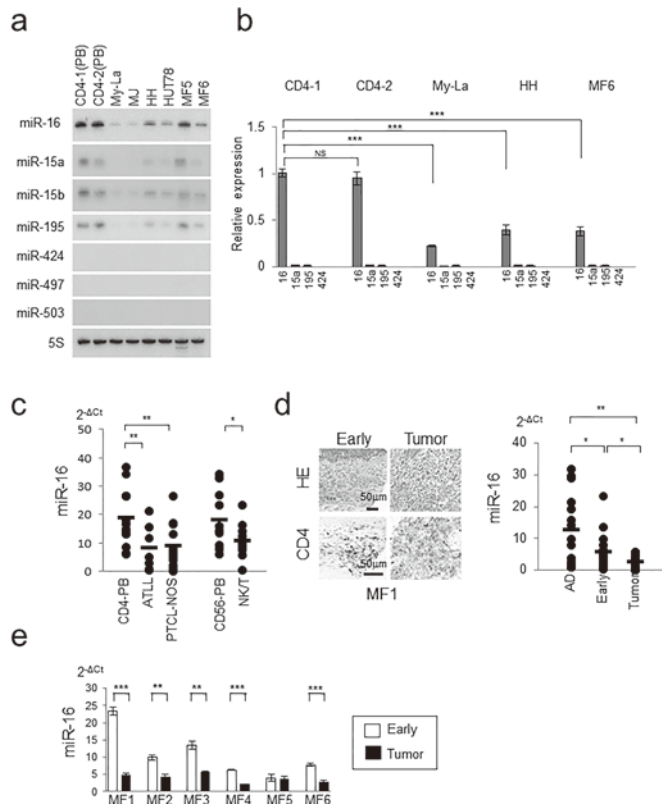 a
CD4-1(PB)
CD4-2(PB)
My-La
MJ
HH
HUT78
MF5
MF6
miR-16
miR-15a
miR-15b
miR-195
miR-424
miR-497
miR-503
5S
b
CD4-1 CD4-2 My-La HH MF6
***
***
***
NS
Relative expression
1.5
1
0.5
0
16 15a 195 424 16 15a 195 424 16 15a 195 424 16 15a 195 424 16 15a 195 424
c
2-ΔCt
miR-16
50
40
30
20
10
0
**
**
*
CD4-PB
ATLL
PTCL-NOS
CD56-PB
NK/T
d
Early Tumor
HE
50μm
CD4
50μm
MF1
2-ΔCt
miR-16
50
40
30
20
10
0
**
* *
AD
Early
Tumor
e
2-ΔCt
miR-16
30
25
20
15
10
5
0
*** ** ** *** ***
MF1 MF2 MF3 MF4 MF5 MF6
Early
Tumor